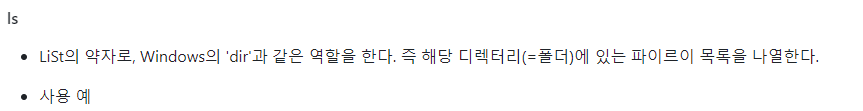 ls
LiSt의 약자로, Windows의 'dir'과 같은 역할을 한다. 즉 해당 디렉터리(=폴더)에 있는 파이르이 목록을 나열한다.
사용 예